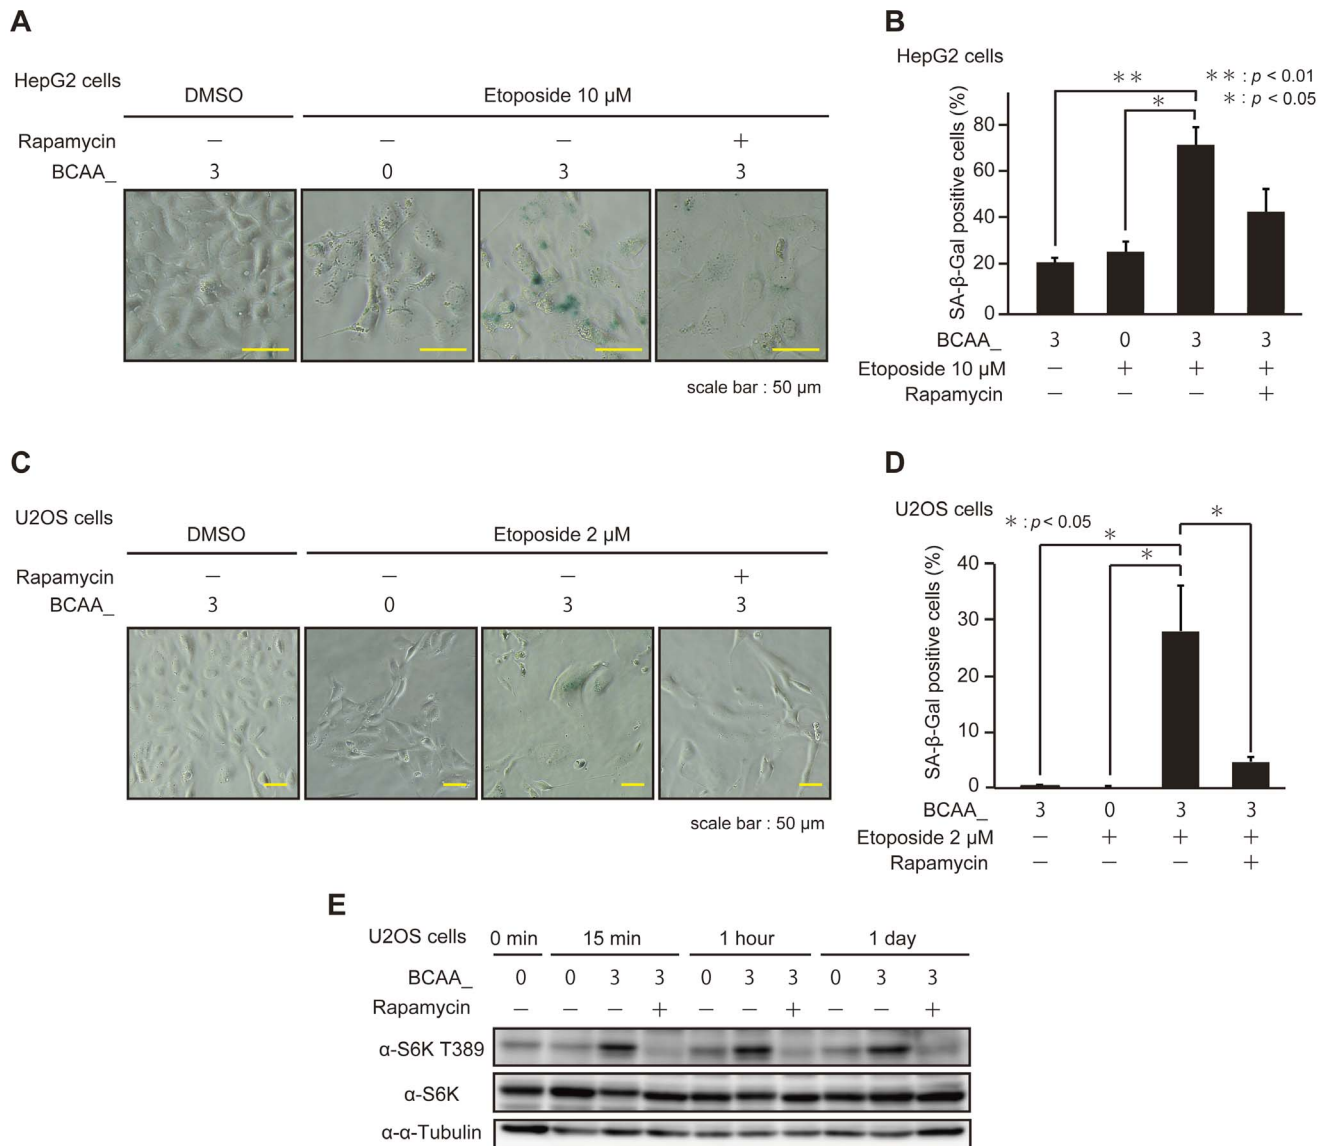 A
HepG2 cells
DMSO Etoposide 10 µM
Rapamycin − − − +
BCAA_ 3 0 3 3
scale bar : 50 µm
B
HepG2 cells
** ** : p < 0.01
* * : p < 0.05
SA-β-Gal positive cells (%)
80
60
40
20
0
BCAA_ 3 0 3 3
Etoposide 10 µM − + + +
Rapamycin − − − +
C
U2OS cells
DMSO Etoposide 2 µM
Rapamycin − − − +
BCAA_ 3 0 3 3
scale bar : 50 µm
D
U2OS cells
* : p < 0.05 *
*
*
SA-β-Gal positive cells (%)
40
30
20
10
0
BCAA_ 3 0 3 3
Etoposide 2 µM − + + +
Rapamycin − − − +
E
U2OS cells 0 min 15 min 1 hour 1 day
BCAA_ 0 0 3 3 0 3 3 0 3 3
Rapamycin − − − + − − + − − +
α-S6K T389
α-S6K
α-α-Tubulin